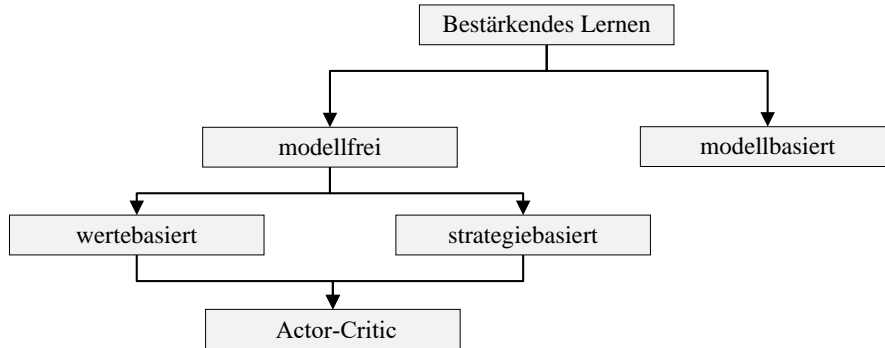 Bestärkendes Lernen
modellfrei
modellbasiert
wertebasiert
strategiebasiert
Actor-Critic